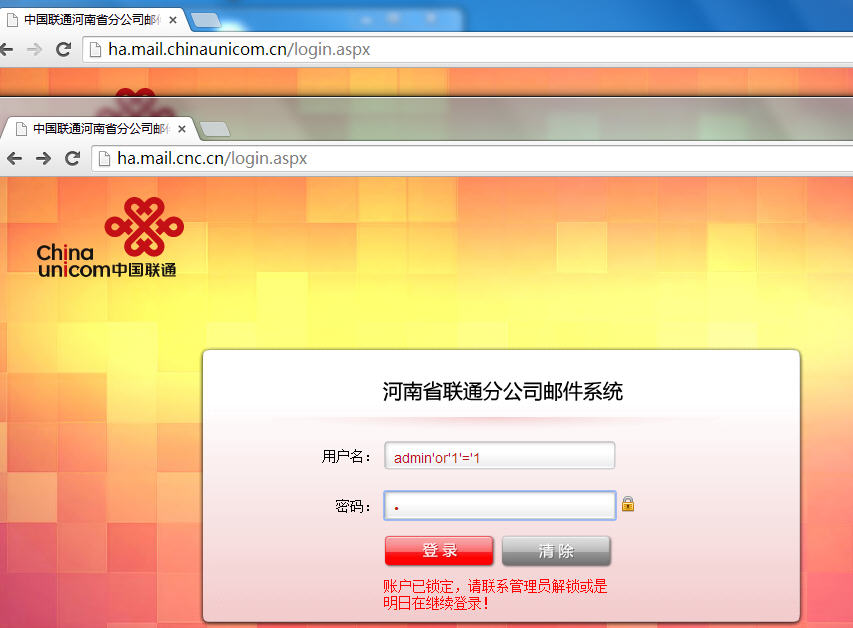 中国联通河南省分公司邮
ha.mail.chinaunicom.cn/login.aspx
中国联通河南省分公司邮
ha.mail.cnc.cn/login.aspx
China
unicom中国联通
河南省联通分公司邮件系统
用户名：
admin'or'1'='1
密码：
登录
清除
账户已锁定，请联系管理员解锁或是
明日在继续登录！